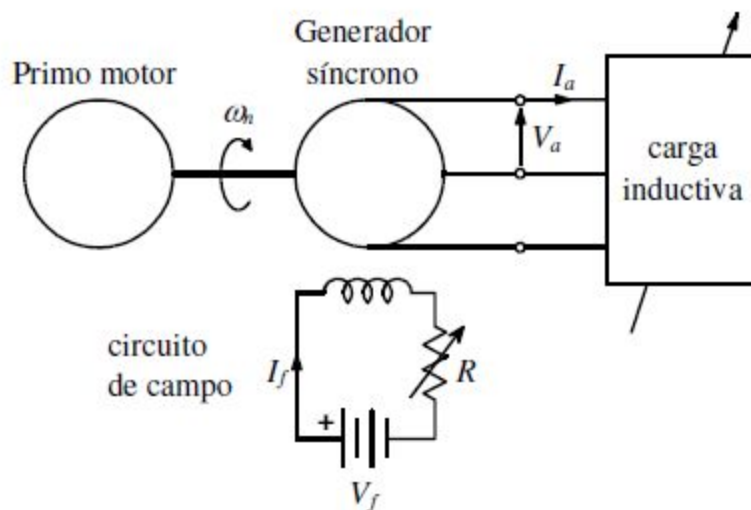 Generador
síncrono
Primo motor
ωn
Ia
Va
carga
inductiva
circuito
de campo
If
R
+
Vf